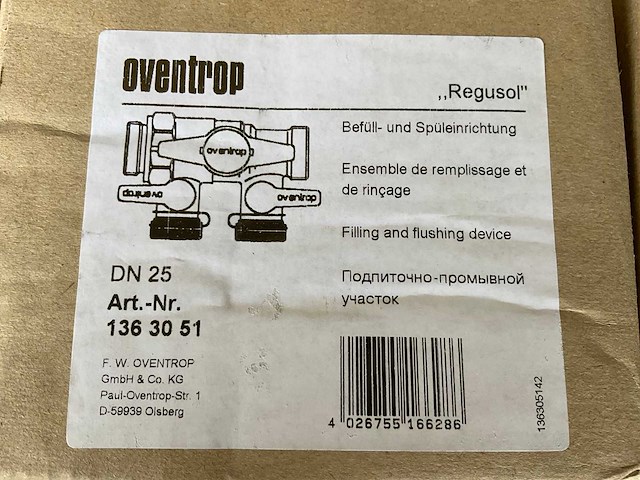 oventrop
,,Regusol"
oventrop
oventrop
oventrop
Befüll- und Spüleinrichtung
Ensemble de remplissage et
de rinçage
Filling and flushing device
Подпиточно-промывной
участок
DN 25
Art.-Nr.
136 30 51
F. W. OVENTROP
GmbH & Co. KG
Paul-Oventrop-Str. 1
D-59939 Olsberg
4 026755 166286
136305142